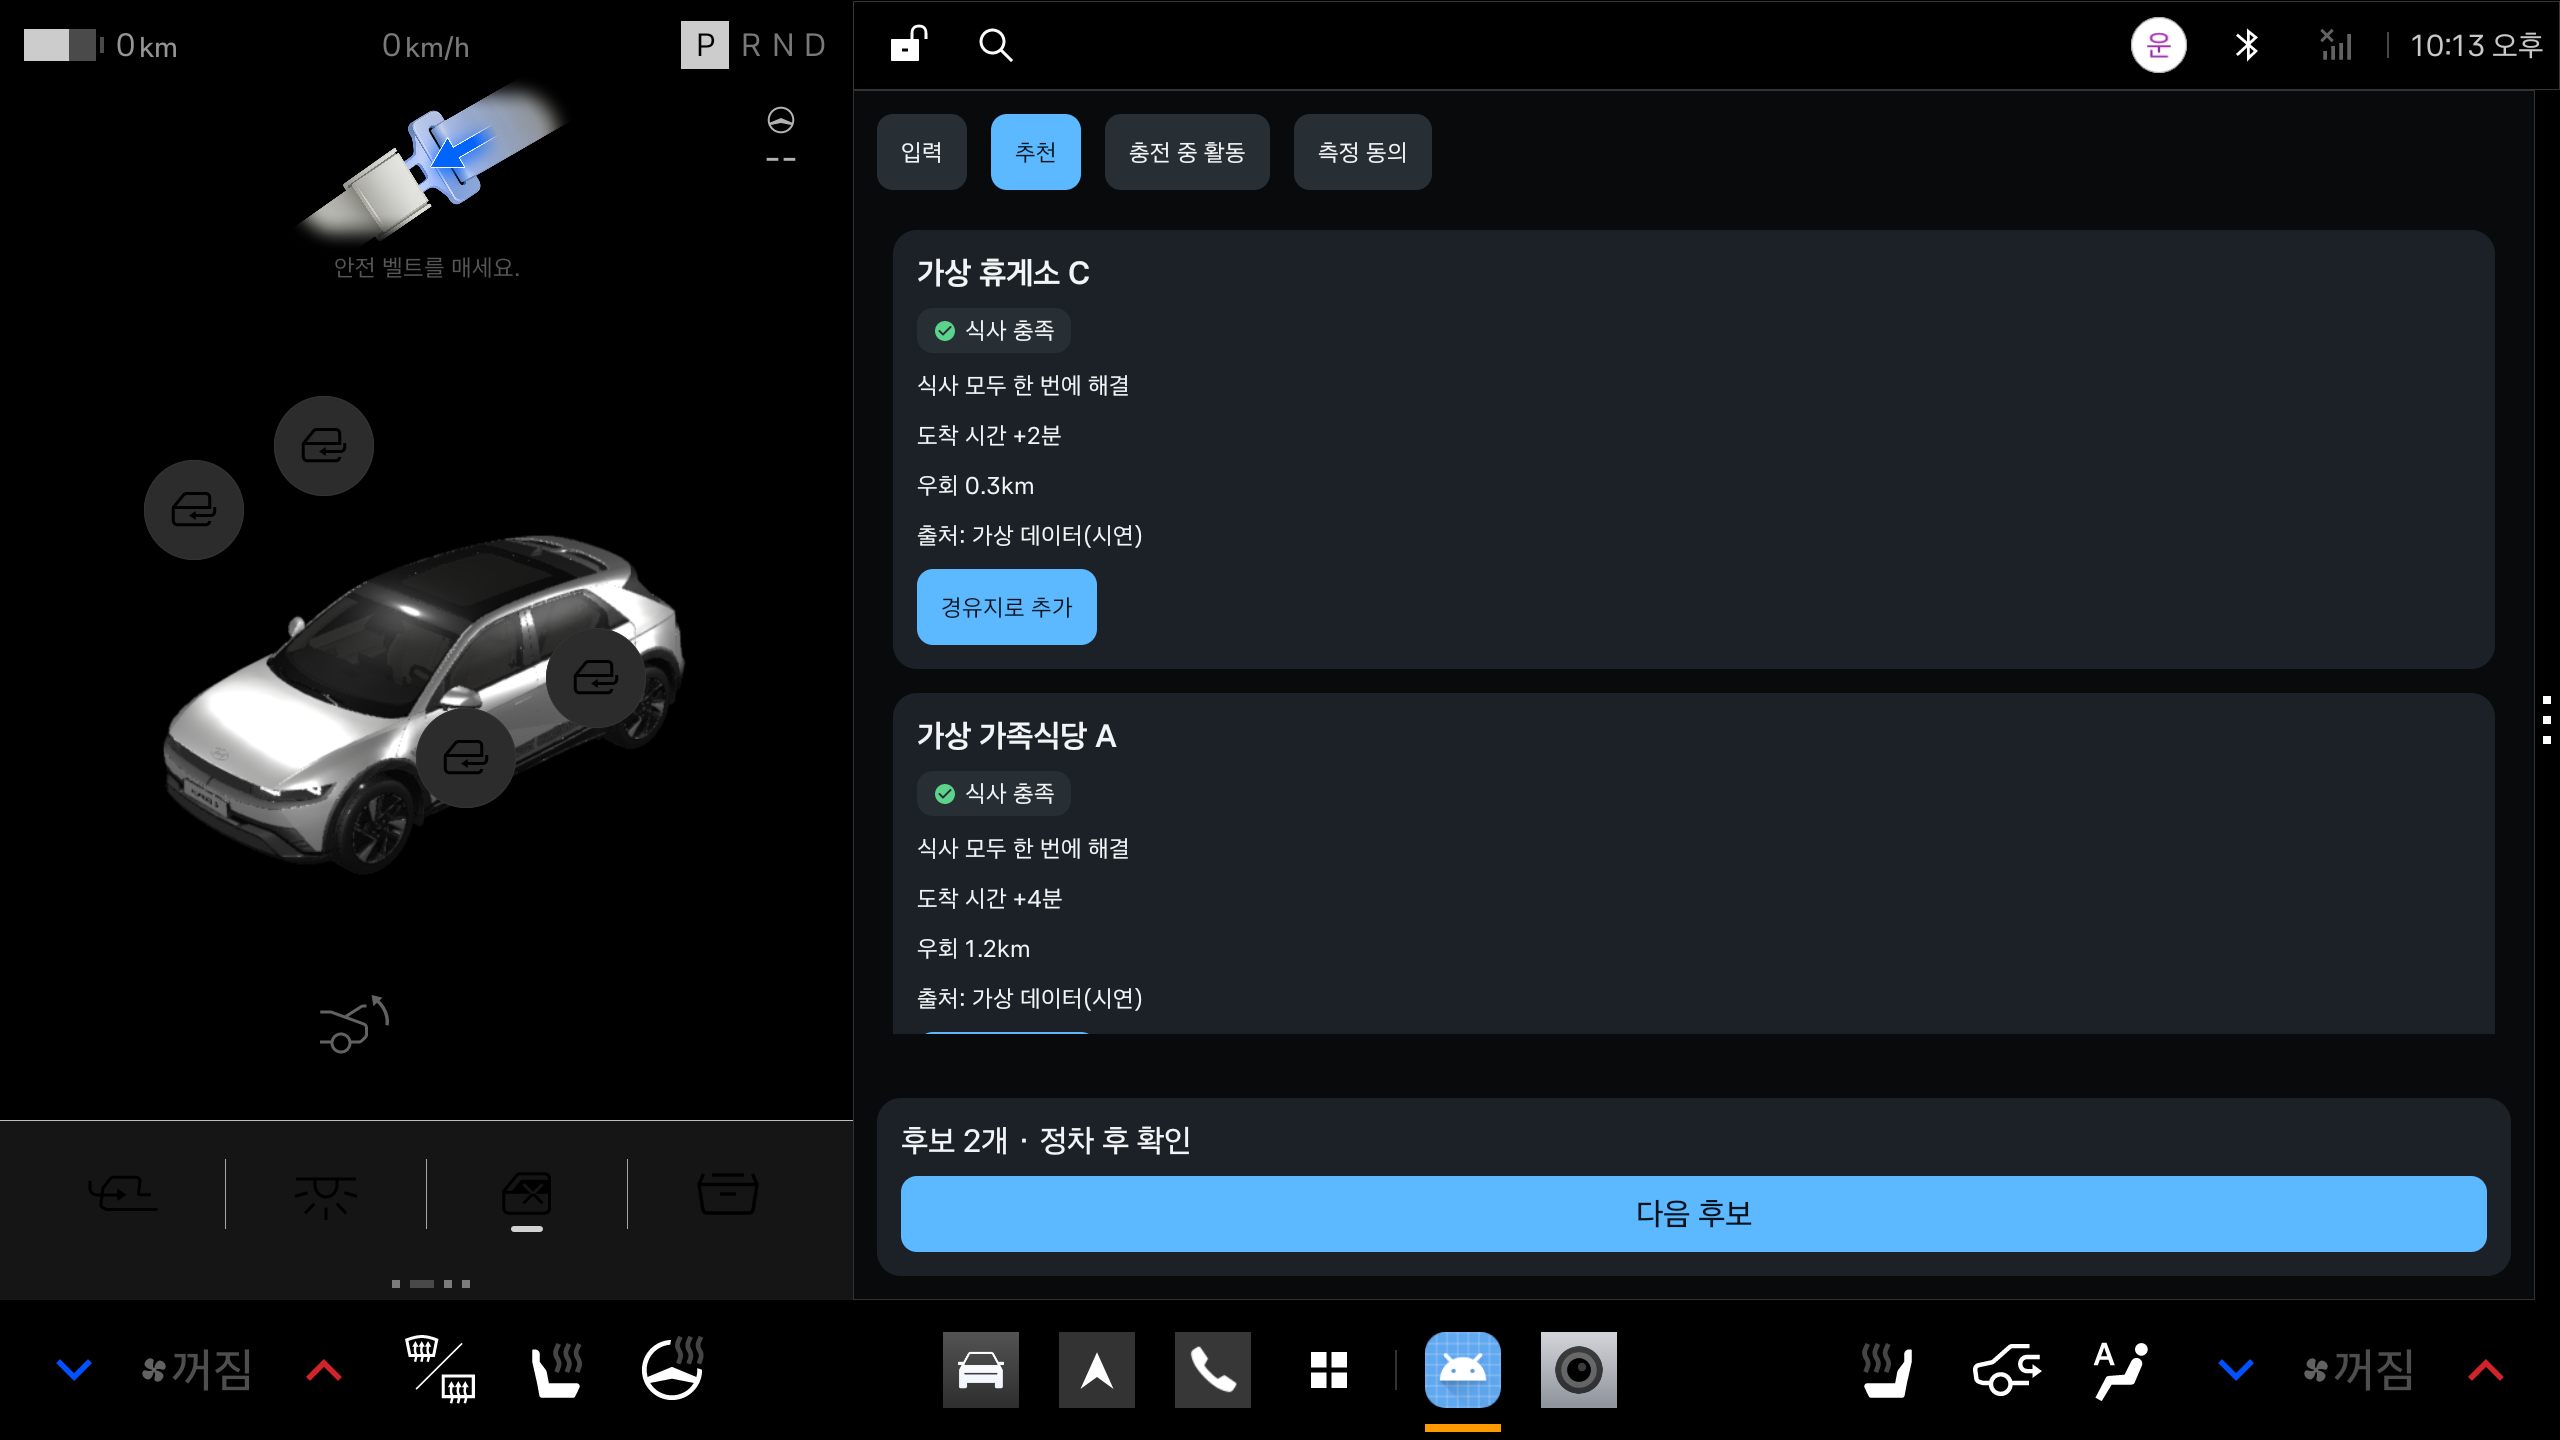 0km
0km/h
P R N D
안전 벨트를 매세요.
--
운
10:13 오후
입력
추천
충전 중 활동
측정 동의
가상 휴게소 C
식사 충족
식사 모두 한 번에 해결
도착 시간 +2분
우회 0.3km
출처: 가상 데이터(시연)
경유지로 추가
가상 가족식당 A
식사 충족
식사 모두 한 번에 해결
도착 시간 +4분
우회 1.2km
출처: 가상 데이터(시연)
후보 2개 · 정차 후 확인
다음 후보
꺼짐
A
꺼짐